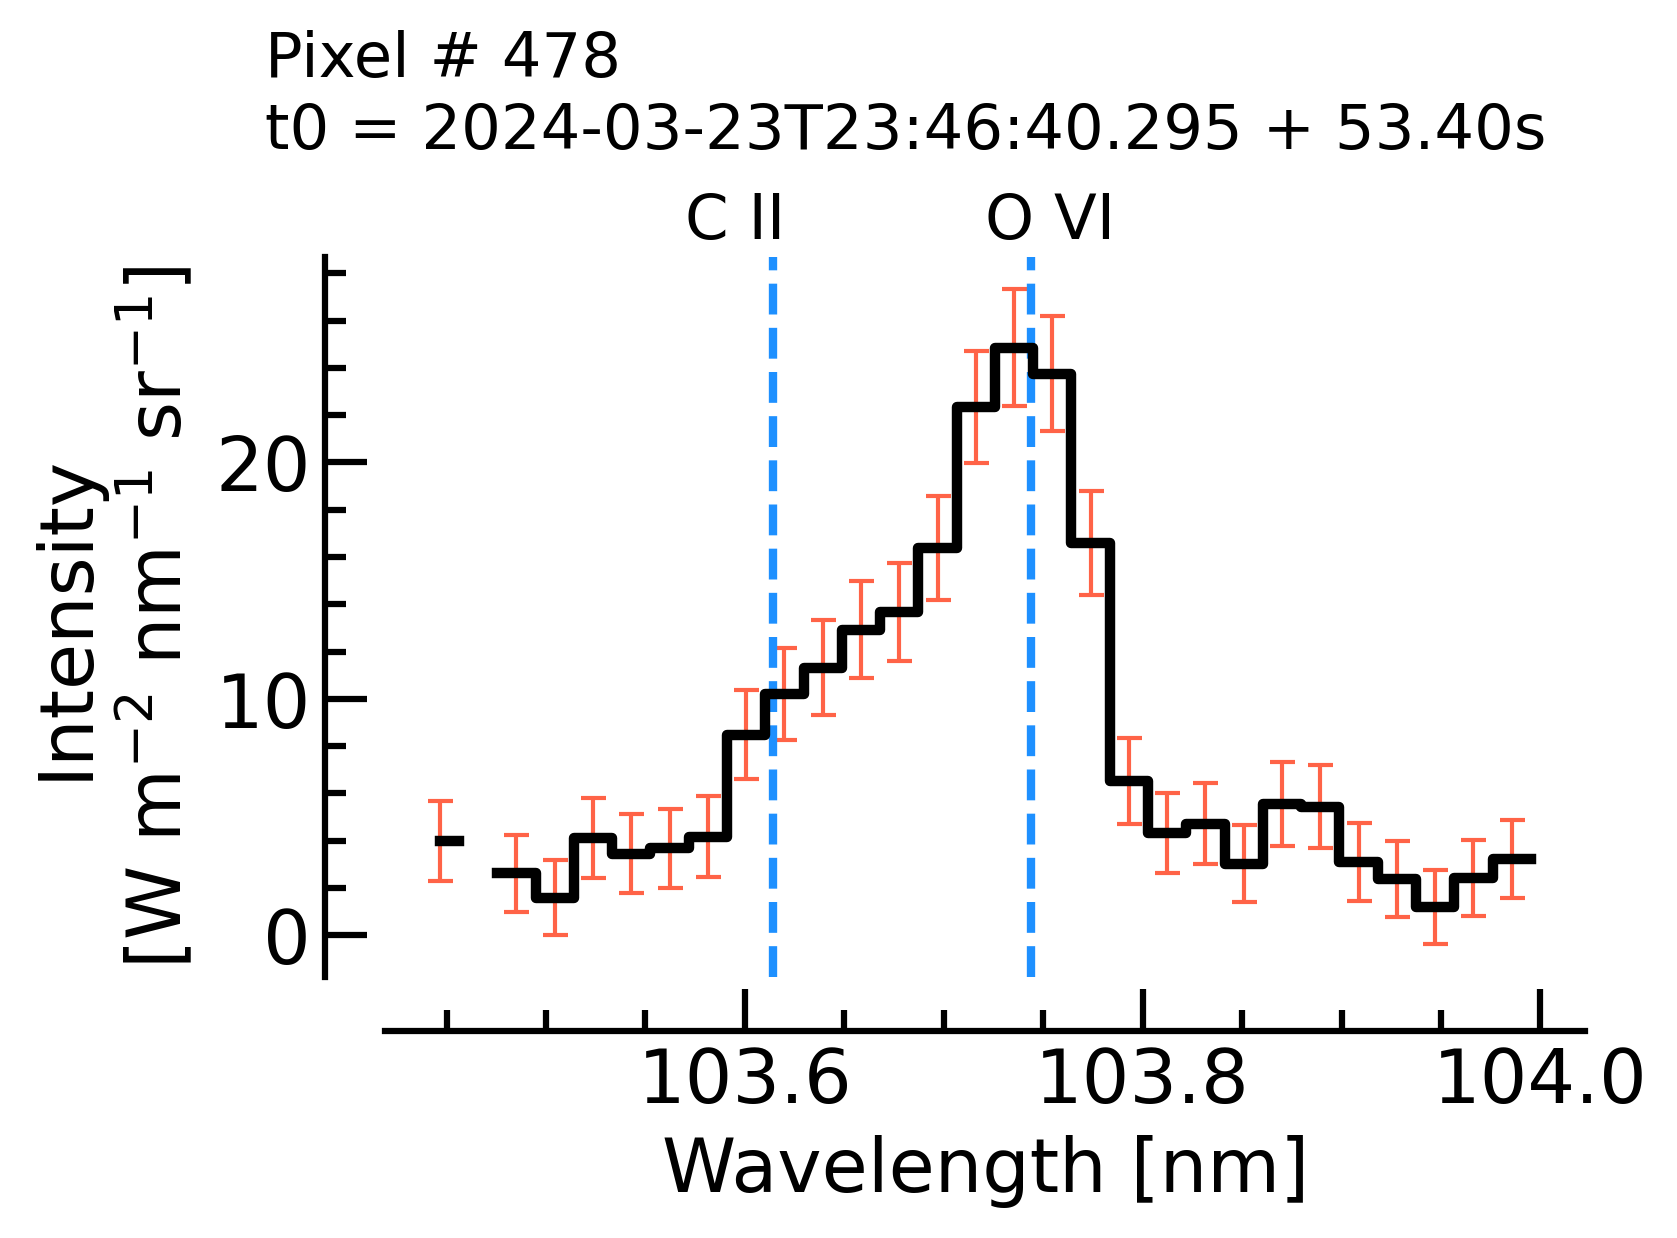 Pixel # 478
t0 = 2024-03-23T23:46:40.295 + 53.40s
C II
O VI
Intensity
[W m⁻² nm⁻¹ sr⁻¹]
20
10
0
103.6
103.8
104.0
Wavelength [nm]